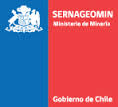 SERNAGEOMIN
Ministerio de Minería
Gobierno de Chile